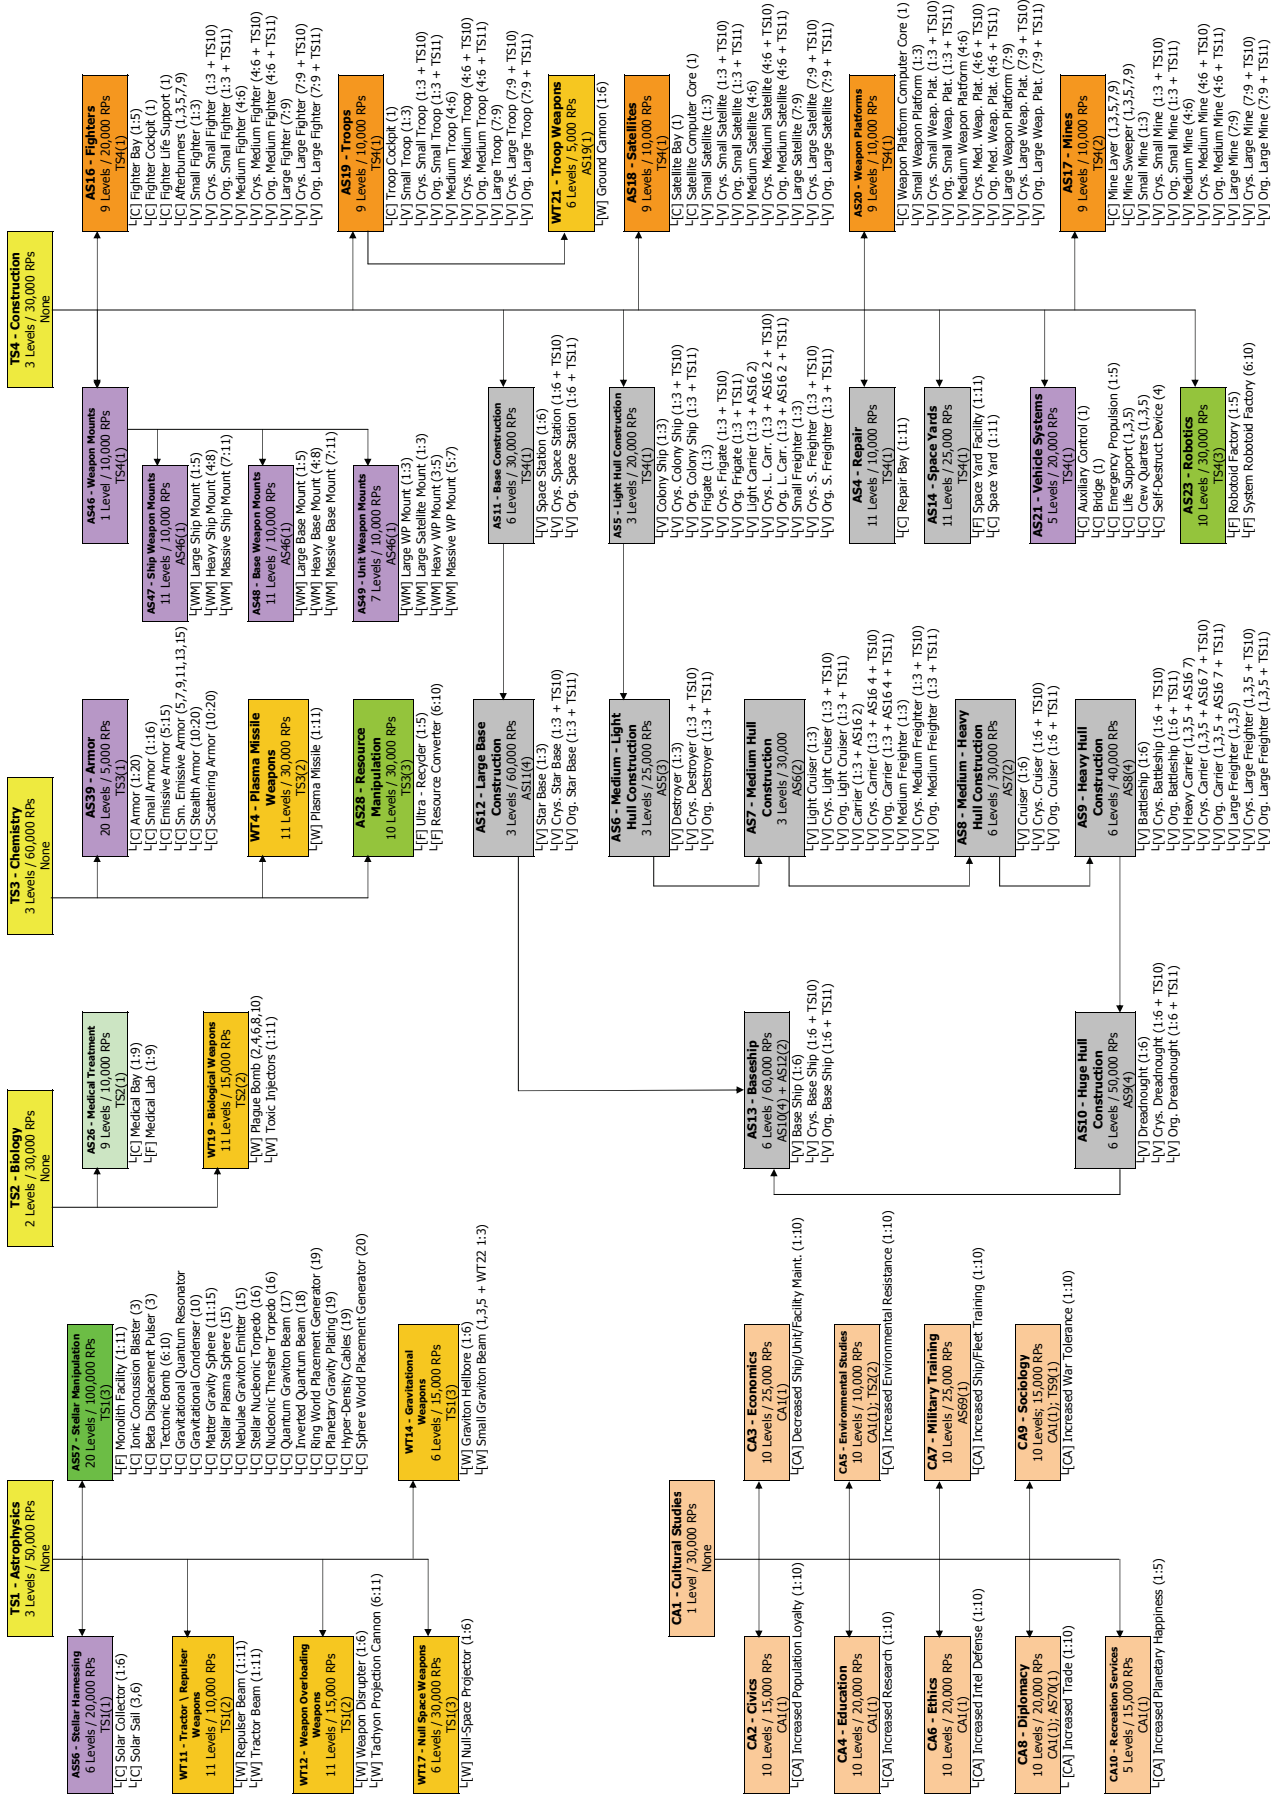 TS1 - Astrophysics
3 Levels / 50,000 RPs
None
AS56 - Stellar Harnessing
6 Levels / 20,000 RPs
TS1(1)
[C] Solar Collector (1:6)
[C] Solar Sail (3,6)
WT11 - Tractor \ Repulser
Weapons
11 Levels / 10,000 RPs
TS1(2)
[W] Repulser Beam (1:11)
[W] Tractor Beam (1:11)
WT12 - Weapon Overloading
Weapons
11 Levels / 15,000 RPs
TS1(2)
[W] Weapon Disrupter (1:6)
[W] Tachyon Projection Cannon (6:11)
WT17 - Null Space Weapons
6 Levels / 30,000 RPs
TS1(3)
[W] Null-Space Projector (1:6)
AS57 - Stellar Manipulation
20 Levels / 100,000 RPs
TS1(3)
[F] Monolith Facility (1:11)
[C] Ionic Concussion Blaster (3)
[C] Beta Displacement Pulser (3)
[C] Tectonic Bomb (6:10)
[C] Gravitational Quantum Resonator
[C] Gravitational Condenser (10)
[C] Matter Gravity Sphere (11:15)
[C] Stellar Plasma Sphere (15)
[C] Nebulae Graviton Emitter (15)
[C] Stellar Nucleonic Torpedo (16)
[C] Nucleonic Thresher Torpedo (16)
[C] Quantum Graviton Beam (17)
[C] Inverted Quantum Beam (18)
[C] Ring World Placement Generator (19)
[C] Planetary Gravity Plating (19)
[C] Hyper-Density Cables (19)
[C] Sphere World Placement Generator (20)
WT14 - Gravitational
Weapons
6 Levels / 15,000 RPs
TS1(3)
[W] Graviton Hellbore (1:6)
[W] Small Graviton Beam (1,3,5 + WT22 1:3)
CA1 - Cultural Studies
1 Level / 30,000 RPs
None
CA2 - Civics
10 Levels / 15,000 RPs
CA1(1)
[CA] Increased Population Loyalty (1:10)
CA4 - Education
10 Levels / 20,000 RPs
CA1(1)
[CA] Increased Research (1:10)
CA6 - Ethics
10 Levels / 20,000 RPs
CA1(1)
[CA] Increased Intel Defense (1:10)
CA8 - Diplomacy
10 Levels / 20,000 RPs
CA1(1); AS70(1)
[CA] Increased Trade (1:10)
CA10 - Recreation Services
5 Levels / 15,000 RPs
CA1(1)
[CA] Increased Planetary Happiness (1:5)
CA3 - Economics
10 Levels / 25,000 RPs
CA1(1)
[CA] Decreased Ship/Unit/Facility Maint. (1:10)
CA5 - Environmental Studies
10 Levels / 10,000 RPs
CA1(1); TS2(2)
[CA] Increased Environmental Resistance (1:10)
CA7 - Military Training
10 Levels / 25,000 RPs
AS69(1)
[CA] Increased Ship/Fleet Training (1:10)
CA9 - Sociology
10 Levels; 15,000 RPs
CA1(1); TS9(1)
[CA] Increased War Tolerance (1:10)
TS2 - Biology
2 Levels / 30,000 RPs
None
AS26 - Medical Treatment
9 Levels / 10,000 RPs
TS2(1)
[C] Medical Bay (1:9)
[F] Medical Lab (1:9)
WT19 - Biological Weapons
11 Levels / 15,000 RPs
TS2(2)
[W] Plague Bomb (2,4,6,8,10)
[W] Toxic Injectors (1:11)
AS13 - Baseship
6 Levels / 60,000 RPs
AS10(4) + AS12(2)
[V] Base Ship (1:6)
[V] Crys. Base Ship (1:6 + TS10)
[V] Org. Base Ship (1:6 + TS11)
AS10 - Huge Hull
Construction
6 Levels / 50,000 RPs
AS9(4)
[V] Dreadnought (1:6)
[V] Crys. Dreadnought (1:6 + TS10)
[V] Org. Dreadnought (1:6 + TS11)
TS3 - Chemistry
3 Levels / 60,000 RPs
None
AS39 - Armor
20 Levels / 5,000 RPs
TS3(1)
[C] Armor (1:20)
[C] Small Armor (1:16)
[C] Emissive Armor (5:15)
[C] Sm. Emissive Armor (5,7,9,11,13,15)
[C] Stealth Armor (10:20)
[C] Scattering Armor (10:20)
WT4 - Plasma Missile
Weapons
11 Levels / 30,000 RPs
TS3(2)
[W] Plasma Missile (1:11)
AS28 - Resource
Manipulation
10 Levels / 30,000 RPs
TS3(3)
[F] Ultra - Recycler (1:5)
[F] Resource Converter (6:10)
AS12 - Large Base
Construction
3 Levels / 60,000 RPs
AS11(4)
[V] Star Base (1:3)
[V] Crys. Star Base (1:3 + TS10)
[V] Org. Star Base (1:3 + TS11)
AS6 - Medium - Light
Hull Construction
3 Levels / 25,000 RPs
AS5(3)
[V] Destroyer (1:3)
[V] Crys. Destroyer (1:3 + TS10)
[V] Org. Destroyer (1:3 + TS11)
AS7 - Medium Hull
Construction
3 Levels / 30,000
AS6(2)
[V] Light Cruiser (1:3)
[V] Crys. Light Cruiser (1:3 + TS10)
[V] Org. Light Cruiser (1:3 + TS11)
[V] Carrier (1:3 + AS16 2)
[V] Crys. Carrier (1:3 + AS16 4 + TS10)
[V] Org. Carrier (1:3 + AS16 4 + TS11)
[V] Medium Freighter (1:3)
[V] Crys. Medium Freighter (1:3 + TS10)
[V] Org. Medium Freighter (1:3 + TS11)
AS8 - Medium - Heavy
Hull Construction
6 Levels / 30,000 RPs
AS7(2)
[V] Cruiser (1:6)
[V] Crys. Cruiser (1:6 + TS10)
[V] Org. Cruiser (1:6 + TS11)
AS9 - Heavy Hull
Construction
6 Levels / 40,000 RPs
AS8(4)
[V] Battleship (1:6)
[V] Crys. Battleship (1:6 + TS10)
[V] Org. Battleship (1:6 + TS11)
[V] Heavy Carrier (1,3,5 + AS16 7)
[V] Crys. Carrier (1,3,5 + AS16 7 + TS10)
[V] Org. Carrier (1,3,5 + AS16 7 + TS11)
[V] Large Freighter (1,3,5)
[V] Crys. Large Freighter (1,3,5 + TS10)
[V] Org. Large Freighter (1,3,5 + TS11)
TS4 - Construction
3 Levels / 30,000 RPs
None
AS46 - Weapon Mounts
1 Level / 10,000 RPs
TS4(1)
AS47 - Ship Weapon Mounts
11 Levels / 10,000 RPs
AS46(1)
[WM] Large Ship Mount (1:5)
[WM] Heavy Ship Mount (4:8)
[WM] Massive Ship Mount (7:11)
AS48 - Base Weapon Mounts
11 Levels / 10,000 RPs
AS46(1)
[WM] Large Base Mount (1:5)
[WM] Heavy Base Mount (4:8)
[WM] Massive Base Mount (7:11)
AS49 - Unit Weapon Mounts
7 Levels / 10,000 RPs
AS46(1)
[WM] Large WP Mount (1:3)
[WM] Large Satellite Mount (1:3)
[WM] Heavy WP Mount (3:5)
[WM] Massive WP Mount (5:7)
AS11 - Base Construction
6 Levels / 30,000 RPs
TS4(1)
[V] Space Station (1:6)
[V] Crys. Space Station (1:6 + TS10)
[V] Org. Space Station (1:6 + TS11)
AS5 - Light Hull Construction
3 Levels / 20,000 RPs
TS4(1)
[V] Colony Ship (1:3)
[V] Crys. Colony Ship (1:3 + TS10)
[V] Org. Colony Ship (1:3 + TS11)
[V] Frigate (1:3)
[V] Crys. Frigate (1:3 + TS10)
[V] Org. Frigate (1:3 + TS11)
[V] Light Carrier (1:3 + AS16 2)
[V] Crys. L. Carr. (1:3 + AS16 2 + TS10)
[V] Org. L. Carr. (1:3 + AS16 2 + TS11)
[V] Small Freighter (1:3)
[V] Crys. S. Freighter (1:3 + TS10)
[V] Org. S. Freighter (1:3 + TS11)
AS4 - Repair
11 Levels / 10,000 RPs
TS4(1)
[C] Repair Bay (1:11)
AS14 - Space Yards
11 Levels / 25,000 RPs
TS4(1)
[F] Space Yard Facility (1:11)
[C] Space Yard (1:11)
AS21 - Vehicle Systems
5 Levels / 20,000 RPs
TS4(1)
[C] Auxiliary Control (1)
[C] Bridge (1)
[C] Emergency Propulsion (1:5)
[C] Life Support (1,3,5)
[C] Crew Quarters (1,3,5)
[C] Self-Destruct Device (4)
AS23 - Robotics
10 Levels / 30,000 RPs
TS4(3)
[F] Robotoid Factory (1:5)
[F] System Robotoid Factory (6:10)
AS16 - Fighters
9 Levels / 20,000 RPs
TS4(1)
[C] Fighter Bay (1:5)
[C] Fighter Cockpit (1)
[C] Fighter Life Support (1)
[C] Afterburners (1,3,5,7,9)
[V] Small Fighter (1:3)
[V] Crys. Small Fighter (1:3 + TS10)
[V] Org. Small Fighter (1:3 + TS11)
[V] Medium Fighter (4:6)
[V] Crys. Medium Fighter (4:6 + TS10)
[V] Org. Medium Fighter (4:6 + TS11)
[V] Large Fighter (7:9)
[V] Crys. Large Fighter (7:9 + TS10)
[V] Org. Large Fighter (7:9 + TS11)
AS19 - Troops
9 Levels / 10,000 RPs
TS4(1)
[C] Troop Cockpit (1)
[V] Small Troop (1:3)
[V] Crys. Small Troop (1:3 + TS10)
[V] Org. Small Troop (1:3 + TS11)
[V] Medium Troop (4:6)
[V] Crys. Medium Troop (4:6 + TS10)
[V] Org. Medium Troop (4:6 + TS11)
[V] Large Troop (7:9)
[V] Crys. Large Troop (7:9 + TS10)
[V] Org. Large Troop (7:9 + TS11)
WT21 - Troop Weapons
6 Levels / 5,000 RPs
AS19(1)
[W] Ground Cannon (1:6)
AS18 - Satellites
9 Levels / 10,000 RPs
TS4(1)
[C] Satellite Bay (1)
[C] Satellite Computer Core (1)
[V] Small Satellite (1:3)
[V] Crys. Small Satellite (1:3 + TS10)
[V] Org. Small Satellite (1:3 + TS11)
[V] Medium Satellite (4:6)
[V] Crys. Mediuml Satellite (4:6 + TS10)
[V] Org. Medium Satellite (4:6 + TS11)
[V] Large Satellite (7:9)
[V] Crys. Large Satellite (7:9 + TS10)
[V] Org. Large Satellite (7:9 + TS11)
AS20 - Weapon Platforms
9 Levels / 10,000 RPs
TS4(1)
[C] Weapon Platform Computer Core (1)
[V] Small Weapon Platform (1:3)
[V] Crys. Small Weap. Plat. (1:3 + TS10)
[V] Org. Small Weap. Plat. (1:3 + TS11)
[V] Medium Weapon Platform (4:6)
[V] Crys. Med. Weap. Plat. (4:6 + TS10)
[V] Org. Med. Weap. Plat. (4:6 + TS11)
[V] Large Weapon Platform (7:9)
[V] Crys. Large Weap. Plat. (7:9 + TS10)
[V] Org. Large Weap. Plat. (7:9 + TS11)
AS17 - Mines
9 Levels / 10,000 RPs
TS4(2)
[C] Mine Layer (1,3,5,7,9)
[C] Mine Sweeper (1,3,5,7,9)
[V] Small Mine (1:3)
[V] Crys. Small Mine (1:3 + TS10)
[V] Org. Small Mine (1:3 + TS11)
[V] Medium Mine (4:6)
[V] Crys. Medium Mine (4:6 + TS10)
[V] Org. Medium Mine (4:6 + TS11)
[V] Large Mine (7:9)
[V] Crys. Large Mine (7:9 + TS10)
[V] Org. Large Mine (7:9 + TS11)